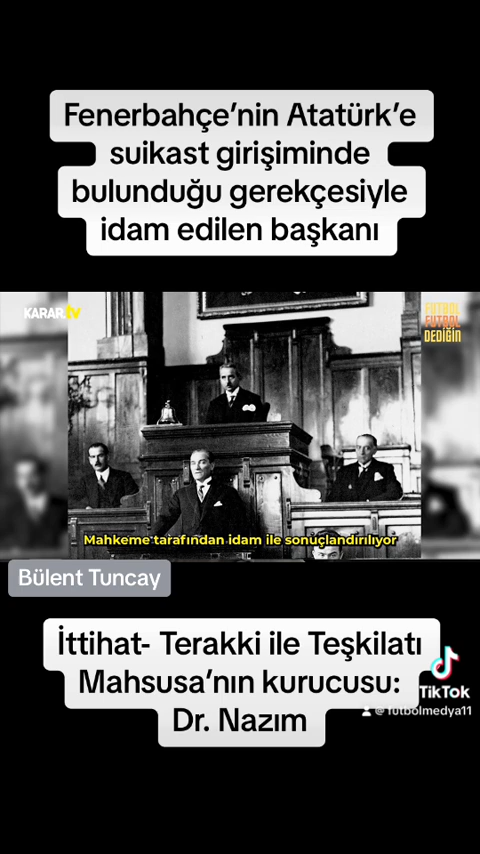 Fenerbahçe’nin Atatürk’e
suikast girişiminde
bulunduğu gerekçesiyle
idam edilen başkanı
KARAR.tv
FUTBOL
FUTBOL
DEDİĞİN
Mahkeme tarafından idam ile sonuçlandırılıyor
Bülent Tuncay
İttihat- Terakki ile Teşkilatı
Mahsusa’nın kurucusu:
Dr. Nazım
TikTok
@futbolmedya11